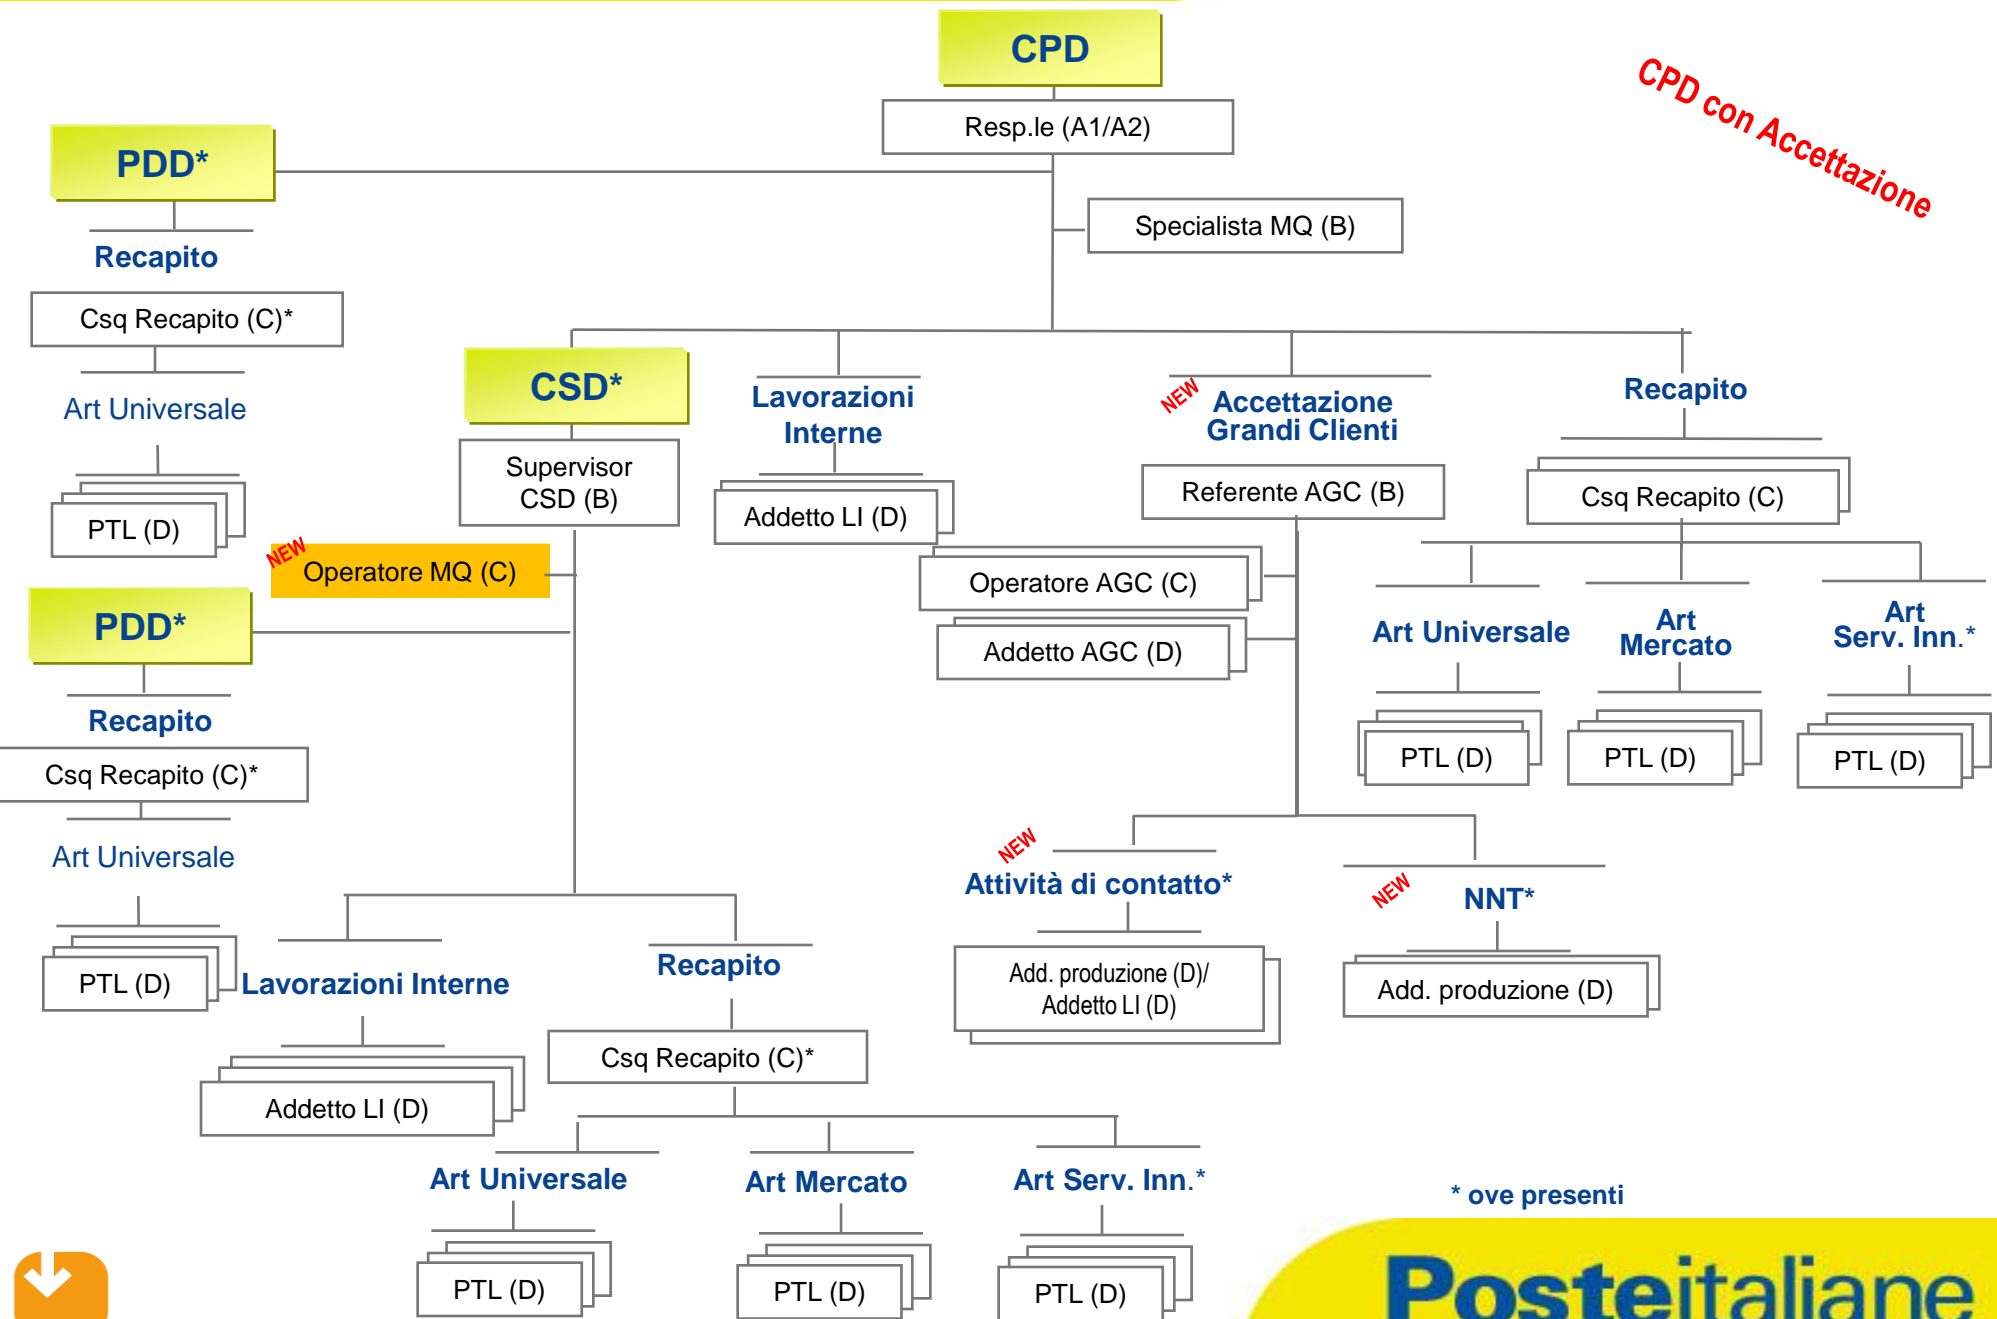 CPD
CPD con Accettazione
Resp.le (A1/A2)
PDD*
Specialista MQ (B)
Recapito
Csq Recapito (C)*
Art Universale
PTL (D)
CSD*
Supervisor
CSD (B)
NEW
Operatore MQ (C)
Lavorazioni
Interne
Addetto LI (D)
NEW
Accettazione
Grandi Clienti
Referente AGC (B)
Operatore AGC (C)
Addetto AGC (D)
Recapito
Csq Recapito (C)
Art Universale
PTL (D)
Art
Mercato
PTL (D)
Art
Serv. Inn.*
PTL (D)
PDD*
Recapito
Csq Recapito (C)*
Art Universale
PTL (D)
NEW
Attività di contatto*
Add. produzione (D)/
Addetto LI (D)
NEW
NNT*
Add. produzione (D)
Lavorazioni Interne
Addetto LI (D)
Recapito
Csq Recapito (C)*
Art Universale
PTL (D)
Art Mercato
PTL (D)
Art Serv. Inn.*
PTL (D)
* ove presenti
Posteitaliane